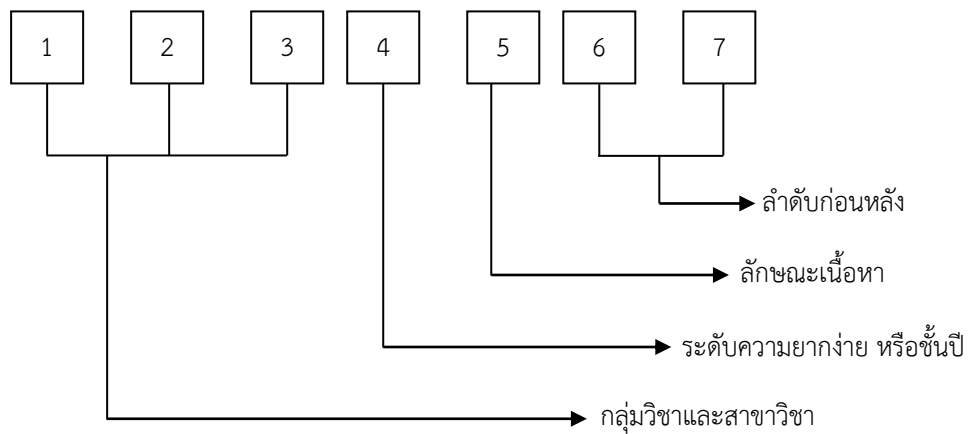 1 2 3 4 5 6 7
ลำดับก่อนหลัง
ลักษณะเนื้อหา
ระดับความยากง่าย หรือชั้นปี
กลุ่มวิชาและสาขาวิชา